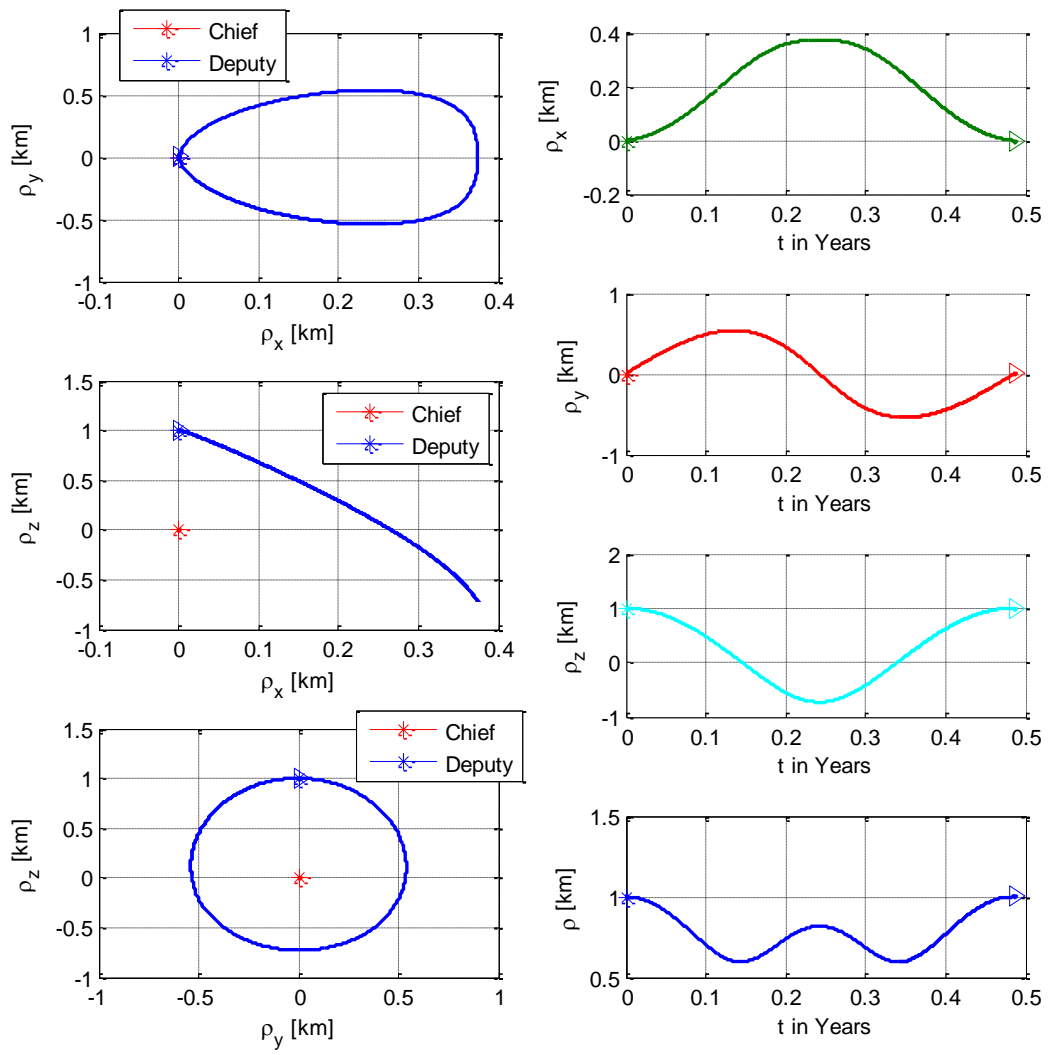 1
0.5
0
-0.5
-1
-0.1 0 0.1 0.2 0.3 0.4
ρx [km]
ρy [km]
Chief
Deputy
0.4
0.2
0
-0.2
0 0.1 0.2 0.3 0.4 0.5
t in Years
ρx [km]
1
0
-1
0 0.1 0.2 0.3 0.4 0.5
t in Years
ρy [km]
1.5
1
0.5
0
-0.5
-1
-0.1 0 0.1 0.2 0.3 0.4
ρx [km]
ρz [km]
Chief
Deputy
2
1
0
-1
0 0.1 0.2 0.3 0.4 0.5
t in Years
ρz [km]
1.5
1
0.5
0
-0.5
-1
-1 -0.5 0 0.5 1
ρy [km]
ρz [km]
Chief
Deputy
1.5
1
0.5
0 0.1 0.2 0.3 0.4 0.5
t in Years
ρ [km]